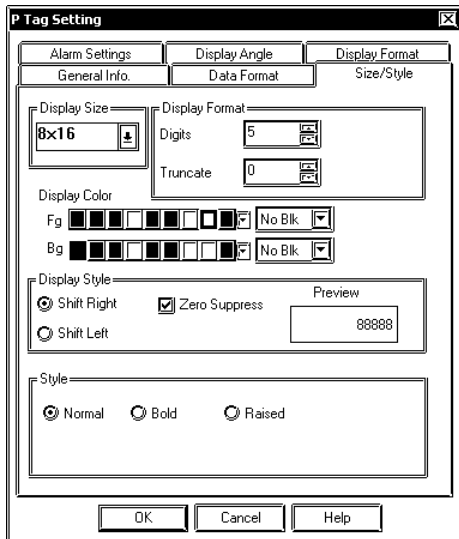 P Tag Setting
Alarm Settings Display Angle Display Format
General Info. Data Format Size/Style
Display Size Display Format
8×16 Digits 5
Truncate 0
Display Color
Fg No Blk
Bg No Blk
Display Style
Shift Right Zero Suppress Preview
Shift Left 88888
Style
Normal Bold Raised
OK Cancel Help